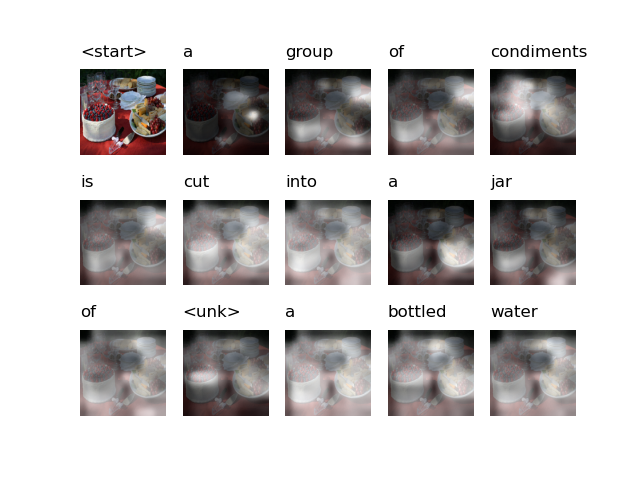 <start> a group of condiments
is cut into a jar
of <unk> a bottled water